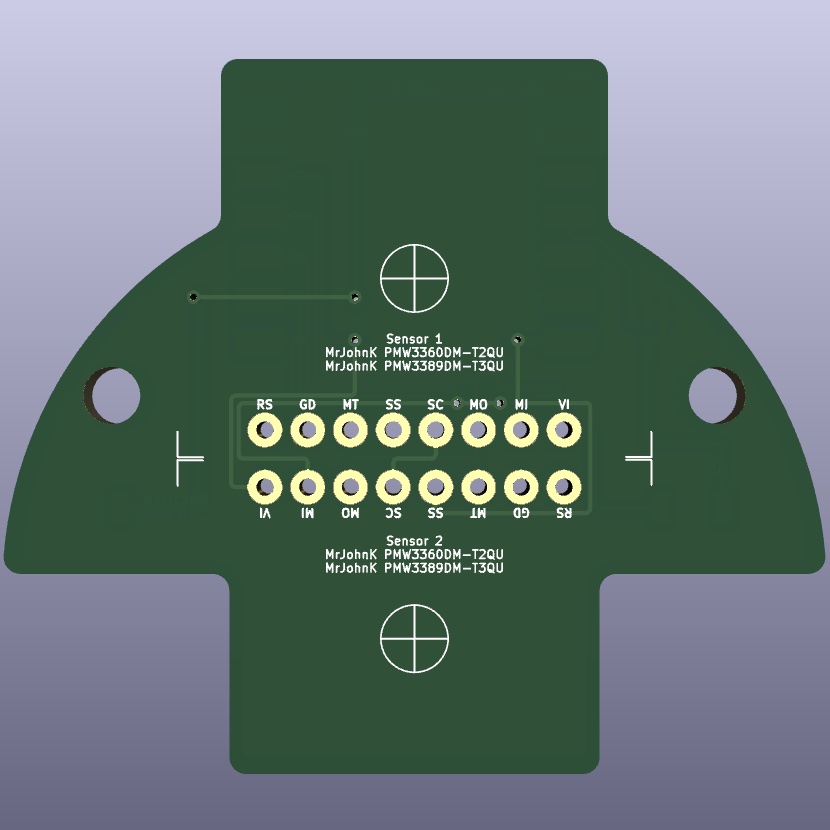 Sensor 1
MrJohnK PMW3360DM-T2QU
MrJohnK PMW3389DM-T3QU
RS GD MT SS SC MO MI VI
VI MI MO SC SS MT GD RS
Sensor 2
MrJohnK PMW3360DM-T2QU
MrJohnK PMW3389DM-T3QU